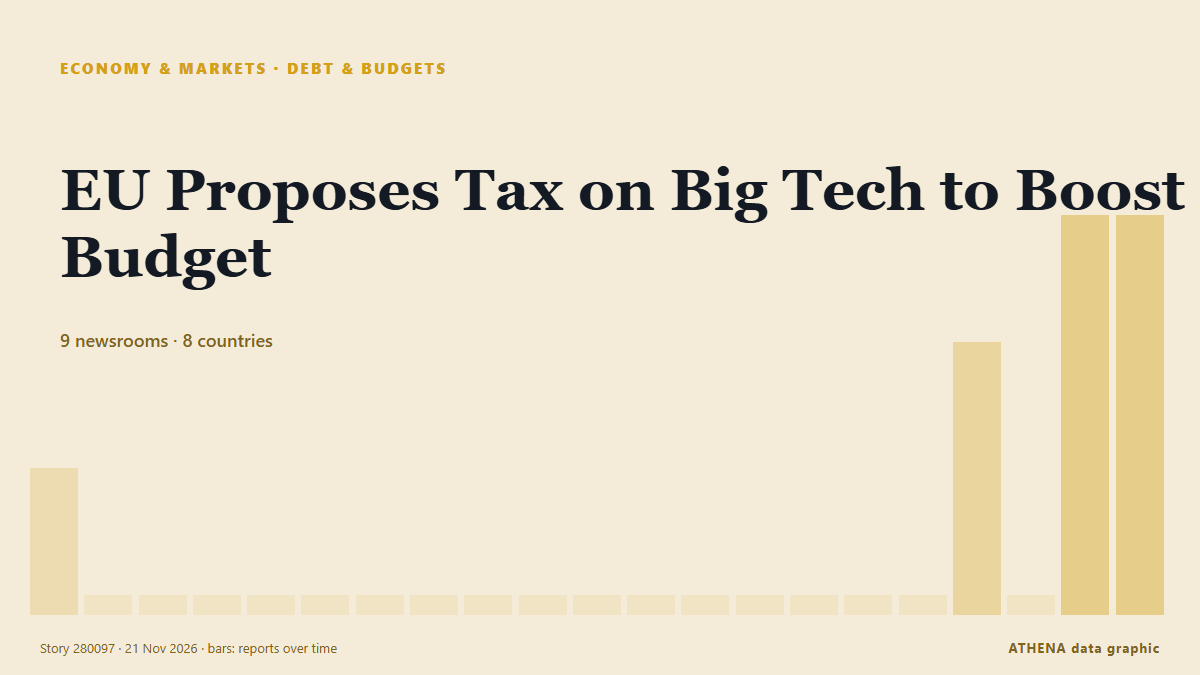 ECONOMY & MARKETS · DEBT & BUDGETS
EU Proposes Tax on Big Tech to Boost
Budget
9 newsrooms · 8 countries
Story 280097 · 21 Nov 2026 · bars: reports over time
ATHENA data graphic